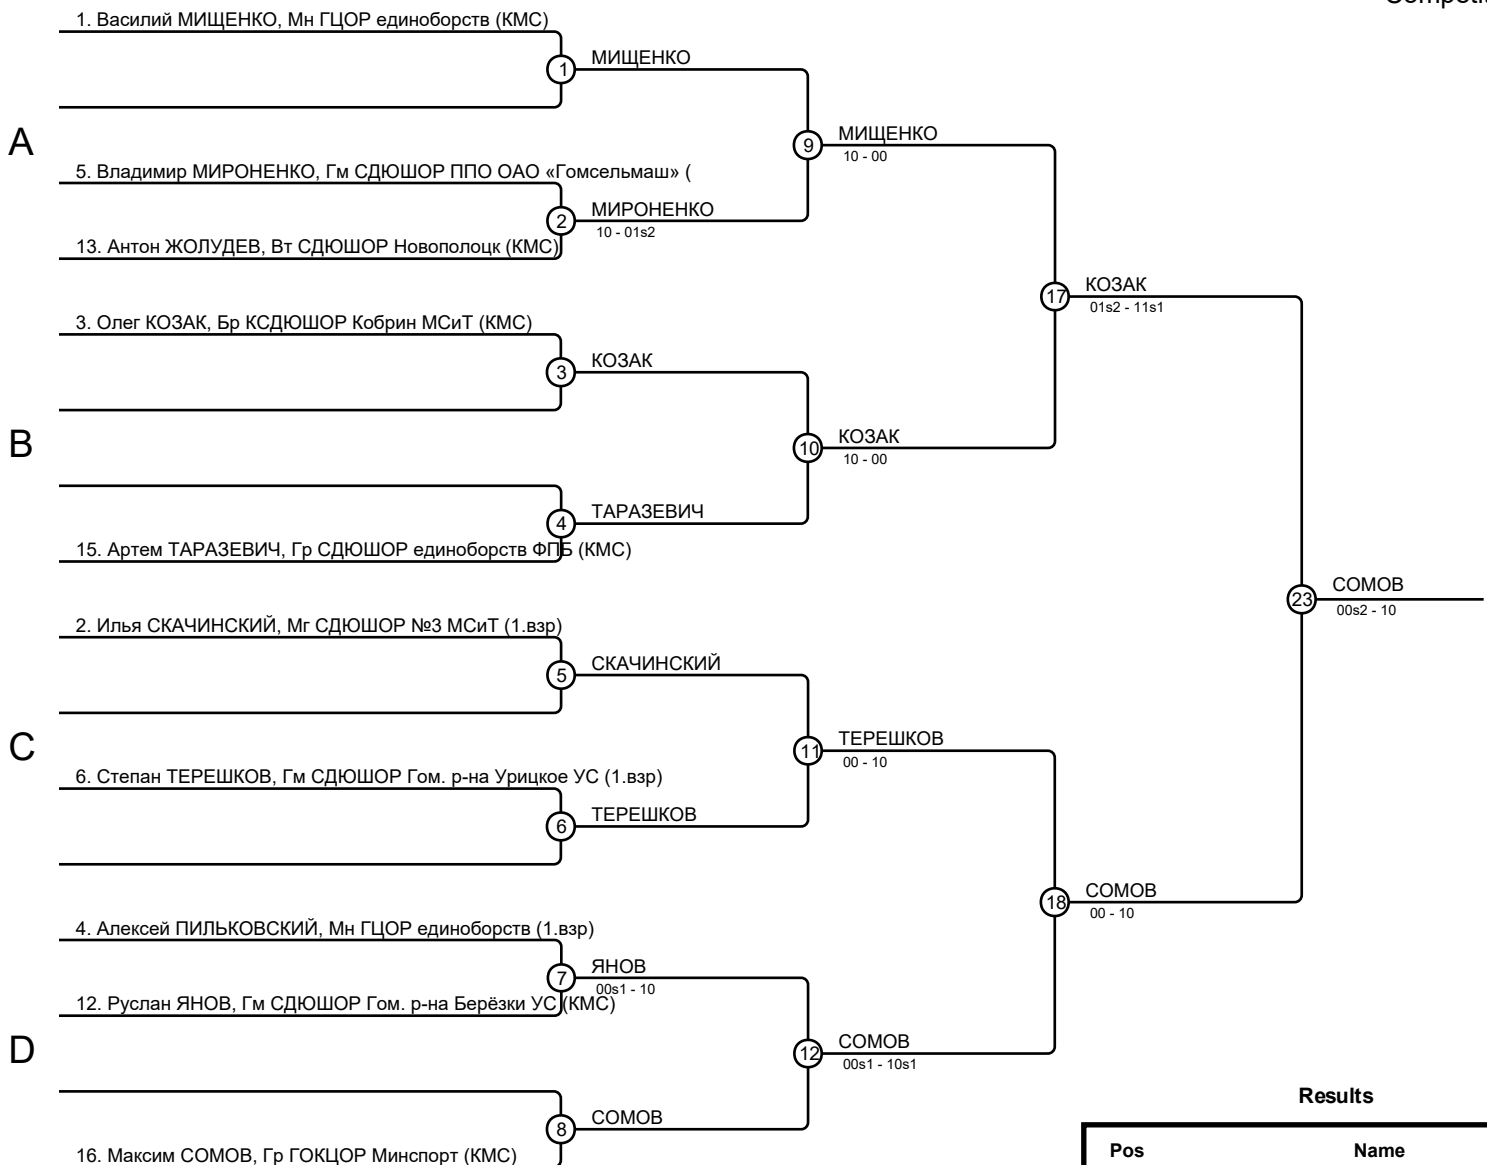 1. Василий МИЩЕНКО, Мн ГЦОР единоборств (КМС)
1
МИЩЕНКО
A
9
МИЩЕНКО
10 - 00
5. Владимир МИРОНЕНКО, Гм СДЮШОР ППО ОАО «Гомсельмаш» (
2
МИРОНЕНКО
10 - 01s2
13. Антон ЖОЛУДЕВ, Вт СДЮШОР Новополоцк (КМС)
17
КОЗАК
01s2 - 11s1
3. Олег КОЗАК, Бр КСДЮШОР Кобрин МСиТ (КМС)
3
КОЗАК
B
10
КОЗАК
10 - 00
4
ТАРАЗЕВИЧ
15. Артем ТАРАЗЕВИЧ, Гр СДЮШОР единоборств ФПБ (КМС)
23
СОМОВ
00s2 - 10
2. Илья СКАЧИНСКИЙ, Мг СДЮШОР №3 МСиТ (1.взр)
5
СКАЧИНСКИЙ
C
11
ТЕРЕШКОВ
00 - 10
6. Степан ТЕРЕШКОВ, Гм СДЮШОР Гом. р-на Урицкое УС (1.взр)
6
ТЕРЕШКОВ
18
СОМОВ
00 - 10
4. Алексей ПИЛЬКОВСКИЙ, Мн ГЦОР единоборств (1.взр)
7
ЯНОВ
00s1 - 10
12. Руслан ЯНОВ, Гм СДЮШОР Гом. р-на Берёзки УС (КМС)
D
12
СОМОВ
00s1 - 10s1
8
СОМОВ
16. Максим СОМОВ, Гр ГОКЦОР Минспорт (КМС)
Results
Pos Name